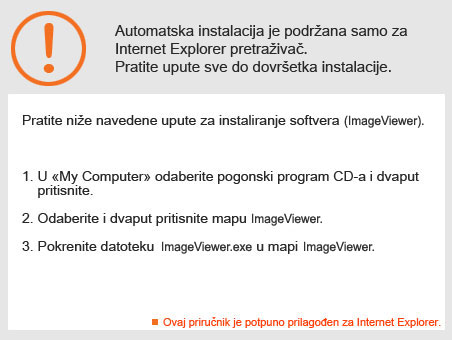 Automatska instalacija je podržana samo za
Internet Explorer pretraživač.
Pratite upute sve do dovršetka instalacije.
Pratite niže navedene upute za instaliranje softvera (ImageViewer).
1. U «My Computer» odaberite pogonski program CD-a i dvaput
pritisnite.
2. Odaberite i dvaput pritisnite mapu ImageViewer.
3. Pokrenite datoteku ImageViewer.exe u mapi ImageViewer.
Ovaj priručnik je potpuno prilagođen za Internet Explorer.